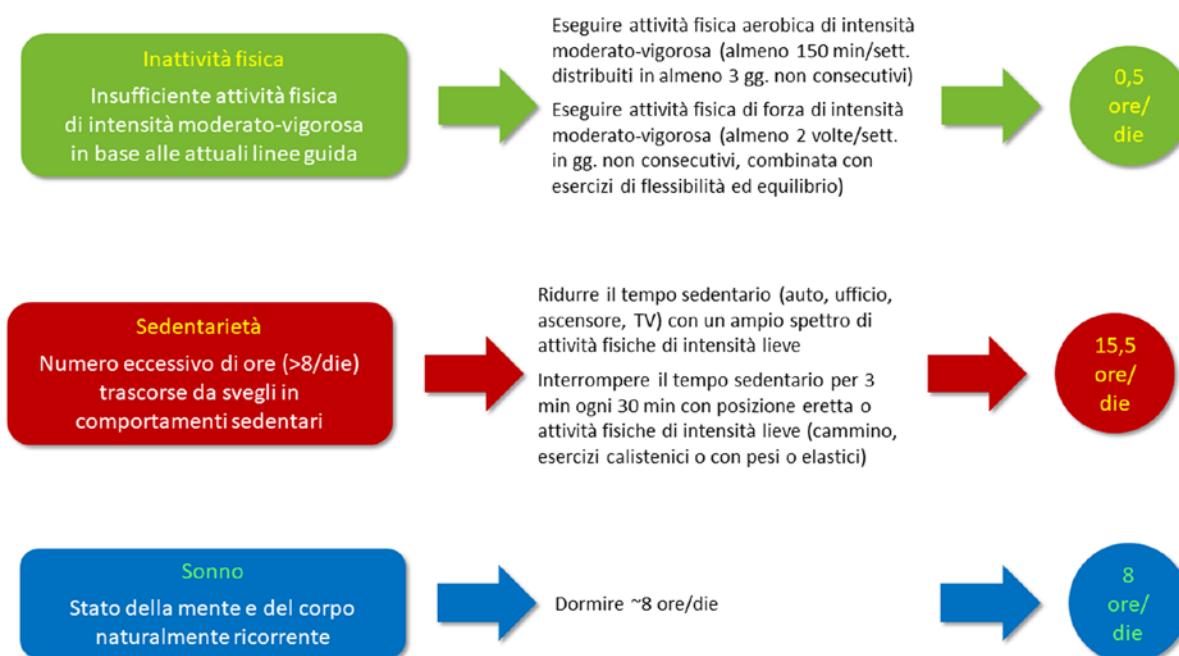 Inattività fisica
Insufficiente attività fisica
di intensità moderato-vigorosa
in base alle attuali linee guida
Eseguire attività fisica aerobica di intensità
moderato-vigorosa (almeno 150 min/sett.
distribuiti in almeno 3 gg. non consecutivi)
Eseguire attività fisica di forza di intensità
moderato-vigorosa (almeno 2 volte/sett.
in gg. non consecutivi, combinata con
esercizi di flessibilità ed equilibrio)
0,5
ore/
die
Sedentarietà
Numero eccessivo di ore (>8/die)
trascorse da svegli in
comportamenti sedentari
Ridurre il tempo sedentario (auto, ufficio,
ascensore, TV) con un ampio spettro di
attività fisiche di intensità lieve
Interrompere il tempo sedentario per 3
min ogni 30 min con posizione eretta o
attività fisiche di intensità lieve (cammino,
esercizi calistenici o con pesi o elastici)
15,5
ore/
die
Sonno
Stato della mente e del corpo
naturalmente ricorrente
Dormire ~8 ore/die
8
ore/
die